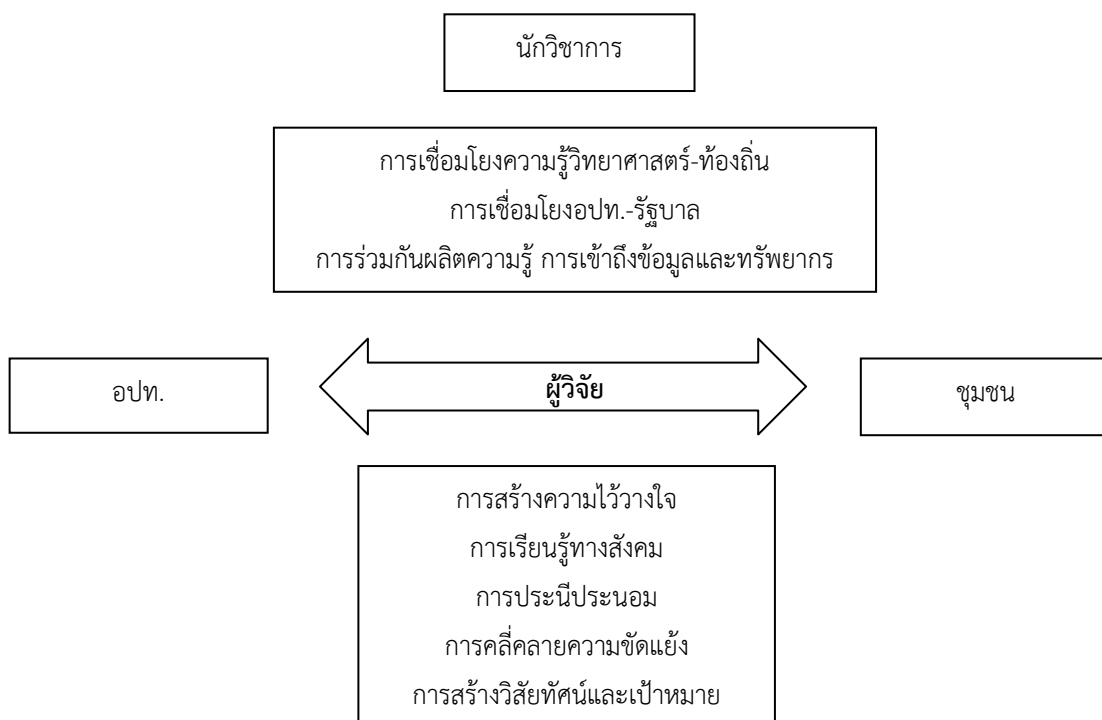 นักวิชาการ
การเชื่อมโยงความรู้วิทยาศาสตร์-ท้องถิ่น
การเชื่อมโยงอปท.-รัฐบาล
การร่วมกันผลิตความรู้ การเข้าถึงข้อมูลและทรัพยากร
อปท.
ผู้วิจัย
ชุมชน
การสร้างความไว้วางใจ
การเรียนรู้ทางสังคม
การประนีประนอม
การคลี่คลายความขัดแย้ง
การสร้างวิสัยทัศน์และเป้าหมาย